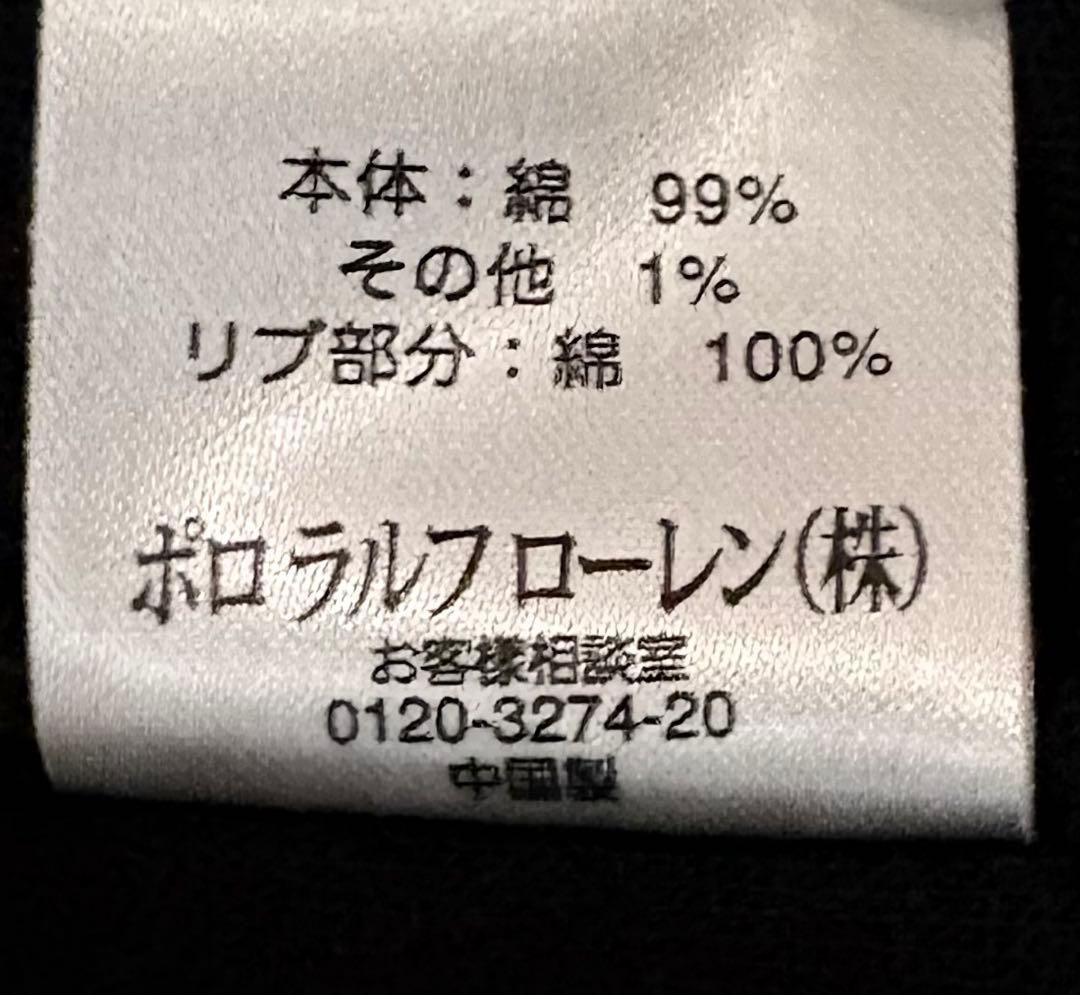 本体：綿　99%
その他　1%
リブ部分：綿　100%
ポロ ラルフ ローレン(株)
お客様相談室
0120-3274-20
中国製